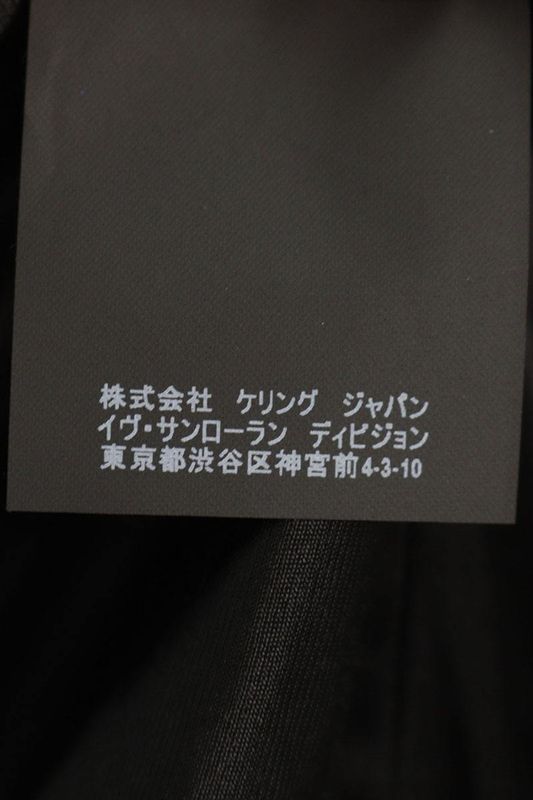 株式会社 ケリング ジャパン
イヴ・サンローラン ディビジョン
東京都渋谷区神宮前4-3-10